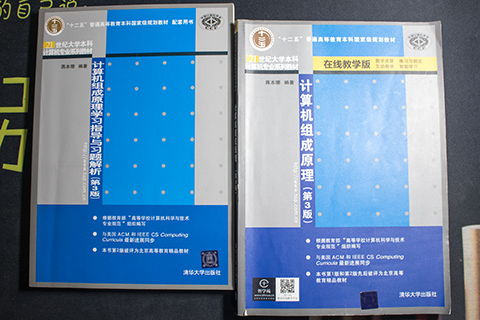 "十二五"普通高等教育本科国家级规划教材 配套用书
21世纪大学本科
计算机专业系列教材
蒋本珊 编著
计算机组成原理学习指导与习题解析(第3版)
根据教育部"高等学校计算机科学与技术
专业规范"组织编写
与美国 ACM 和 IEEE CS Computing
Curricula 最新进展同步
本书第2版被评为北京高等教育精品教材
清华大学出版社
"十二五"普通高等教育本科国家级规划教材
21世纪大学本科
计算机专业系列教材
在线教学版
蒋本珊 编著
计算机组成原理(第3版)
根据教育部"高等学校计算机科学与技术
专业规范"组织编写
与美国 ACM 和 IEEE CS Computing
Curricula 最新进展同步
本书第1版和第2版先后被评为北京高等
教育精品教材
清华大学出版社